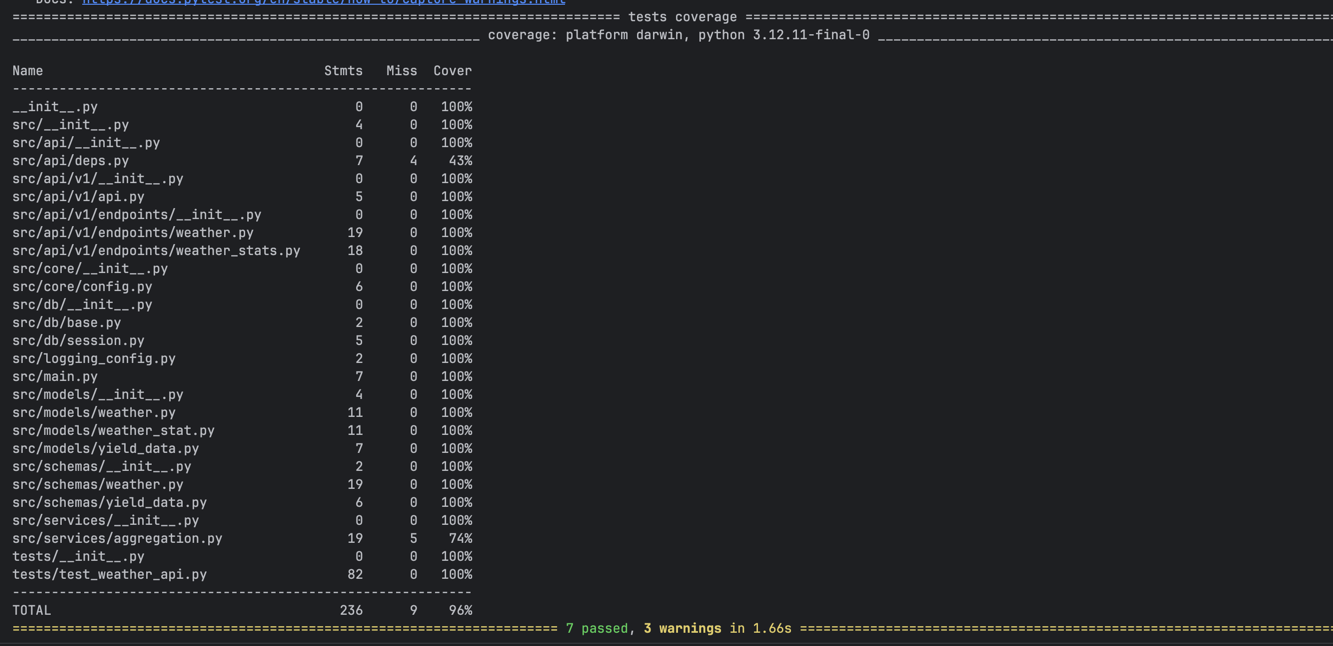 Docs: https://docs.pytest.org/en/stable/how-to/capture-warnings.html
============================================================================== tests coverage ===========================================================================
____________________________________________________________ coverage: platform darwin, python 3.12.11-final-0 __________________________________________________________
Name                                    Stmts   Miss  Cover
-----------------------------------------------------------
__init__.py                                 0      0   100%
src/__init__.py                             4      0   100%
src/api/__init__.py                         0      0   100%
src/api/deps.py                             7      4    43%
src/api/v1/__init__.py                      0      0   100%
src/api/v1/api.py                           5      0   100%
src/api/v1/endpoints/__init__.py            0      0   100%
src/api/v1/endpoints/weather.py            19      0   100%
src/api/v1/endpoints/weather_stats.py      18      0   100%
src/core/__init__.py                        0      0   100%
src/core/config.py                          6      0   100%
src/db/__init__.py                          0      0   100%
src/db/base.py                              2      0   100%
src/db/session.py                           5      0   100%
src/logging_config.py                       2      0   100%
src/main.py                                 7      0   100%
src/models/__init__.py                      4      0   100%
src/models/weather.py                      11      0   100%
src/models/weather_stat.py                 11      0   100%
src/models/yield_data.py                    7      0   100%
src/schemas/__init__.py                     2      0   100%
src/schemas/weather.py                     19      0   100%
src/schemas/yield_data.py                   6      0   100%
src/services/__init__.py                    0      0   100%
src/services/aggregation.py                19      5    74%
tests/__init__.py                           0      0   100%
tests/test_weather_api.py                  82      0   100%
-----------------------------------------------------------
TOTAL                                     236      9    96%
====================================================================== 7 passed, 3 warnings in 1.66s ====================================================================